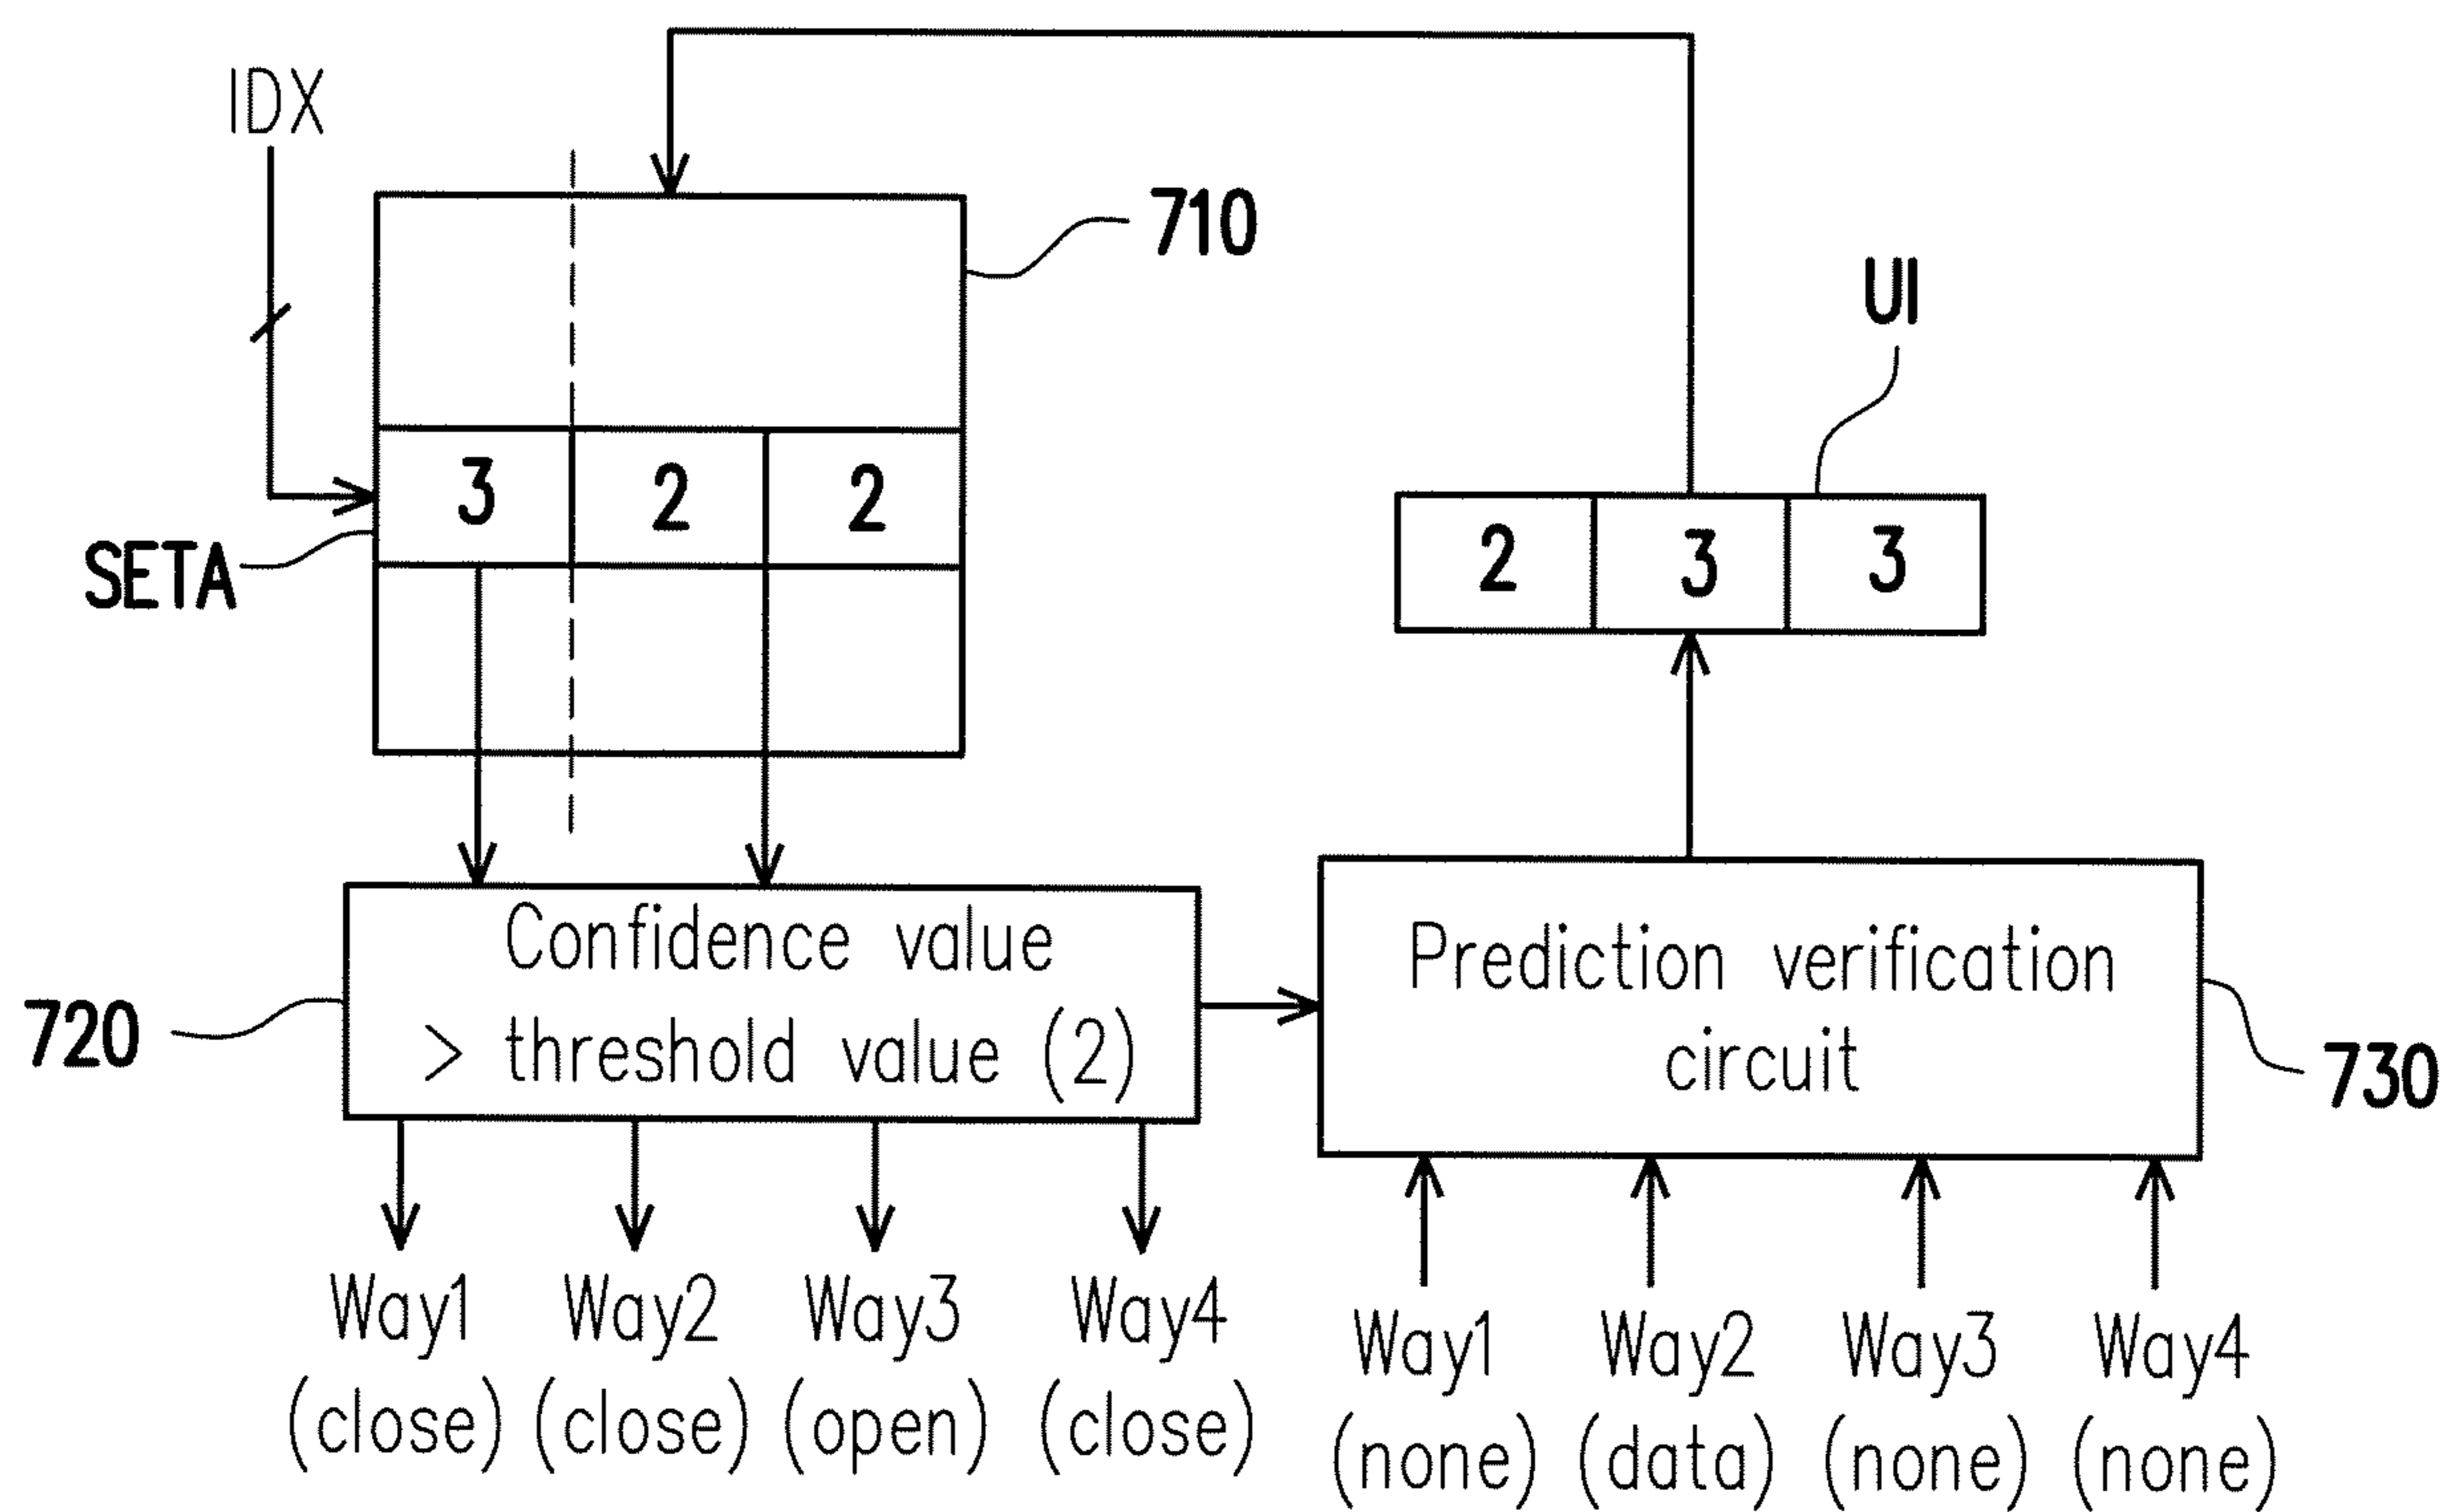 IDX
710
UI
3 2 2
SETA
2 3 3
Confidence value
> threshold value (2)
720
Prediction verification
circuit
730
Way1 Way2 Way3 Way4
(close) (close) (open) (close)
Way1 Way2 Way3 Way4
(none) (data) (none) (none)